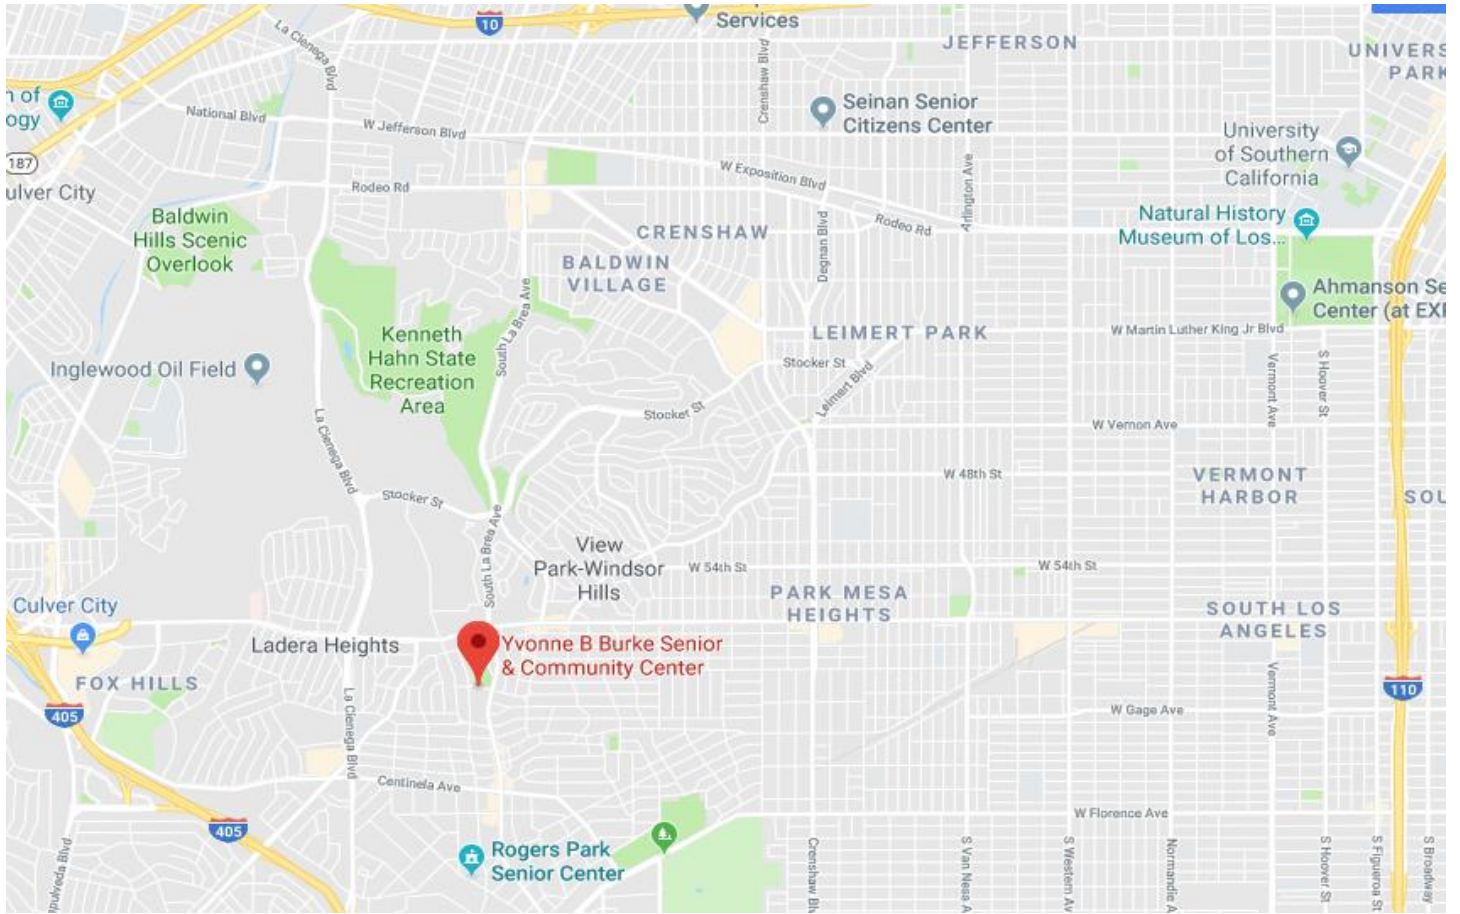 10
Services
La Cienega Blvd
Crenshaw Blvd
JEFFERSON
UNIVERS
PARK
n of
ogy
National Blvd
W Jefferson Blvd
Seinan Senior
Citizens Center
University
of Southern
California
187
ulver City
Rodeo Rd
W Exposition Blvd
Arlington Ave
Baldwin
Hills Scenic
Overlook
CRENSHAW
Degnan Blvd
Rodeo Rd
Natural History
Museum of Los...
BALDWIN
VILLAGE
Ahmanson Se
Center (at EXI
South La Brea Ave
Kenneth
Hahn State
Recreation
Area
LEIMERT PARK
W Martin Luther King Jr Blvd
Inglewood Oil Field
Stocker St
Leimert Blvd
Vermont Ave
S Hoover St
La Cienega Blvd
Stocker St
W Vernon Ave
W 48th St
VERMONT
HARBOR
SOU
Stocker St
South La Brea Ave
View
Park-Windsor
Hills
W 54th St
W 54th St
PARK MESA
HEIGHTS
Culver City
SOUTH LOS
ANGELES
Ladera Heights
Yvonne B Burke Senior
& Community Center
FOX HILLS
405
La Cienega Blvd
Vermont Ave
110
W Gage Ave
Centinela Ave
405
W Florence Ave
Rogers Park
Senior Center
epulveda Blvd
Crenshaw Blv
S Van Ness A
S Western Av
Normandie A
S Hoover St
S Figueroa St
S Broadway